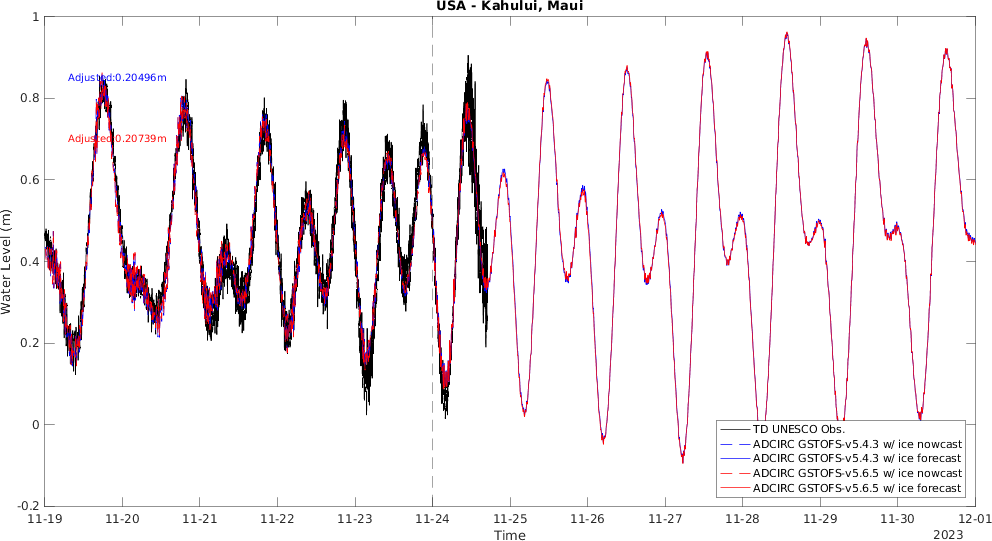 USA - Kahului, Maui
1
0.8
0.6
0.4
0.2
0
-0.2
Water Level (m)
Adjusted:0.20496m
Adjusted:0.20739m
TD UNESCO Obs.
ADCIRC GSTOFS-v5.4.3 w/ ice nowcast
ADCIRC GSTOFS-v5.4.3 w/ ice forecast
ADCIRC GSTOFS-v5.6.5 w/ ice nowcast
ADCIRC GSTOFS-v5.6.5 w/ ice forecast
11-19 11-20 11-21 11-22 11-23 11-24 11-25 11-26 11-27 11-28 11-29 11-30 12-01
Time
2023